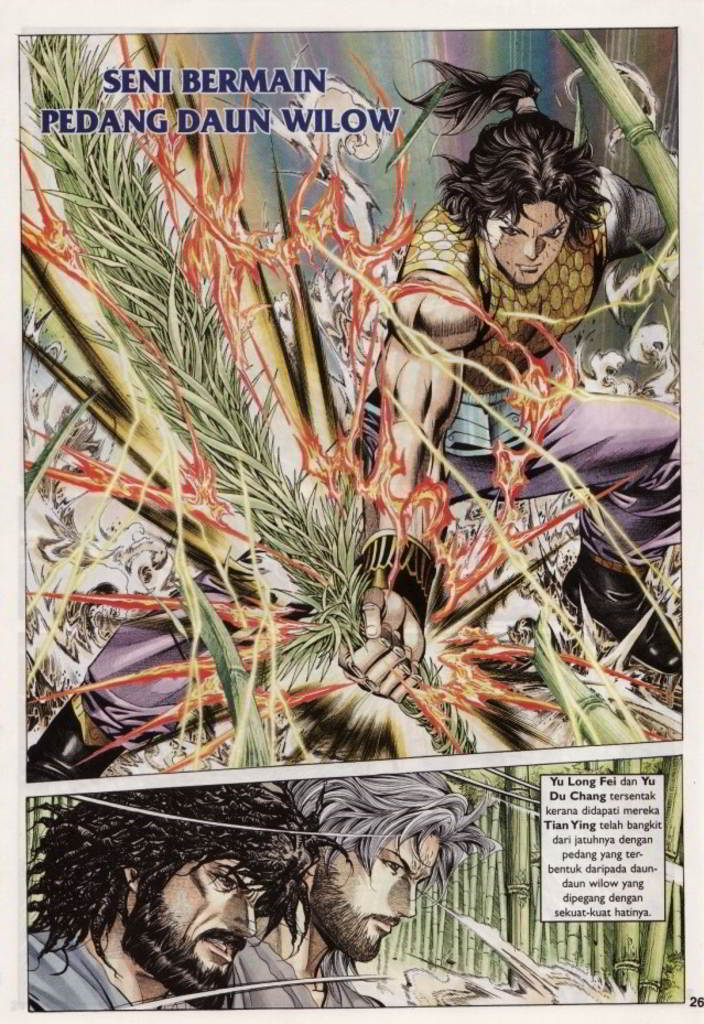 SENI BERMAIN
PEDANG DAUN WILOW
Yu Long Fei dan Yu
Du Chang tersentak
kerana didapati mereka
Tian Ying telah bangkit
dari jatuhnya dengan
pedang yang ter-
bentuk daripada daun-
daun wilow yang
dipegang dengan
sekuat-kuat hatinya.
26